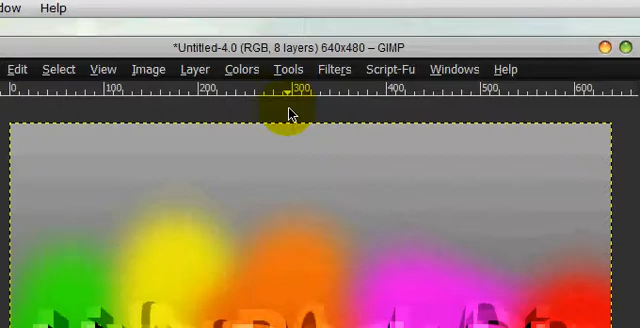 dow Help
*Untitled-4.0 (RGB, 8 layers) 640x480 – GIMP
Edit Select View Image Layer Colors Tools Filters Script-Fu Windows Help
0 100 200 300 400 500 600